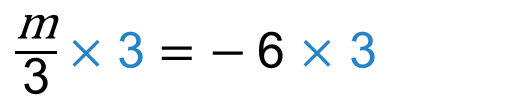 m/3 × 3 = − 6 × 3